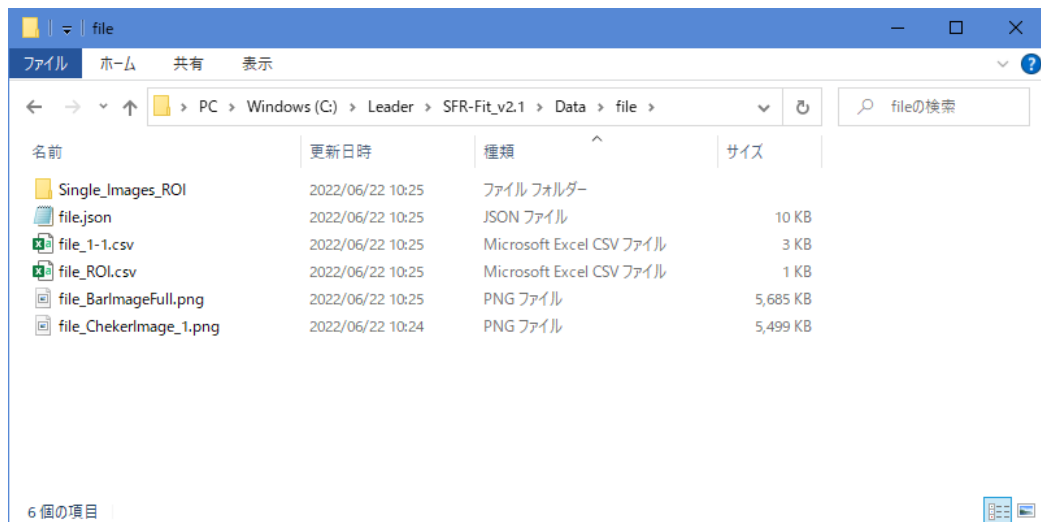 file
ファイル ホーム 共有 表示
PC > Windows (C:) > Leader > SFR-Fit_v2.1 > Data > file >
fileの検索
名前 更新日時 種類 サイズ
Single_Images_ROI 2022/06/22 10:25 ファイル フォルダー
file.json 2022/06/22 10:25 JSON ファイル 10 KB
file_1-1.csv 2022/06/22 10:25 Microsoft Excel CSV ファイル 3 KB
file_ROI.csv 2022/06/22 10:25 Microsoft Excel CSV ファイル 1 KB
file_BarImageFull.png 2022/06/22 10:25 PNG ファイル 5,685 KB
file_ChekerImage_1.png 2022/06/22 10:24 PNG ファイル 5,499 KB
6 個の項目